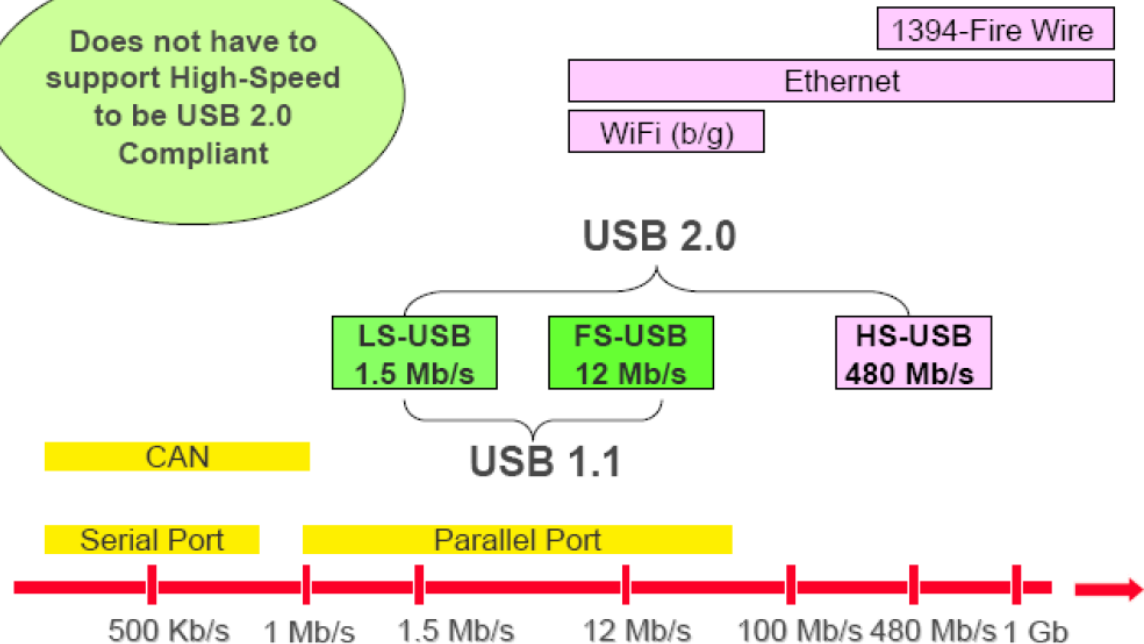 Does not have to
support High-Speed
to be USB 2.0
Compliant
1394-Fire Wire
Ethernet
WiFi (b/g)
USB 2.0
LS-USB
1.5 Mb/s
FS-USB
12 Mb/s
HS-USB
480 Mb/s
USB 1.1
CAN
Serial Port
Parallel Port
500 Kb/s
1 Mb/s
1.5 Mb/s
12 Mb/s
100 Mb/s
480 Mb/s
1 Gb